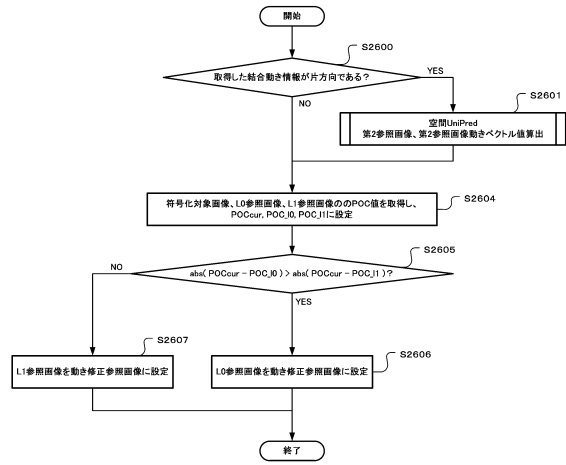 開始
S2600
取得した結合動き情報が片方向である?
YES
NO
S2601
空間UniPred
第2参照画像、第2参照画像動きベクトル値算出
符号化対象画像、L0参照画像、L1参照画像ののPOC値を取得し、
POCcur, POC_l0, POC_l1に設定
S2604
S2605
abs( POCcur - POC_l0 ) > abs( POCcur - POC_l1 )?
NO
YES
S2607
L1参照画像を動き修正参照画像に設定
S2606
L0参照画像を動き修正参照画像に設定
終了